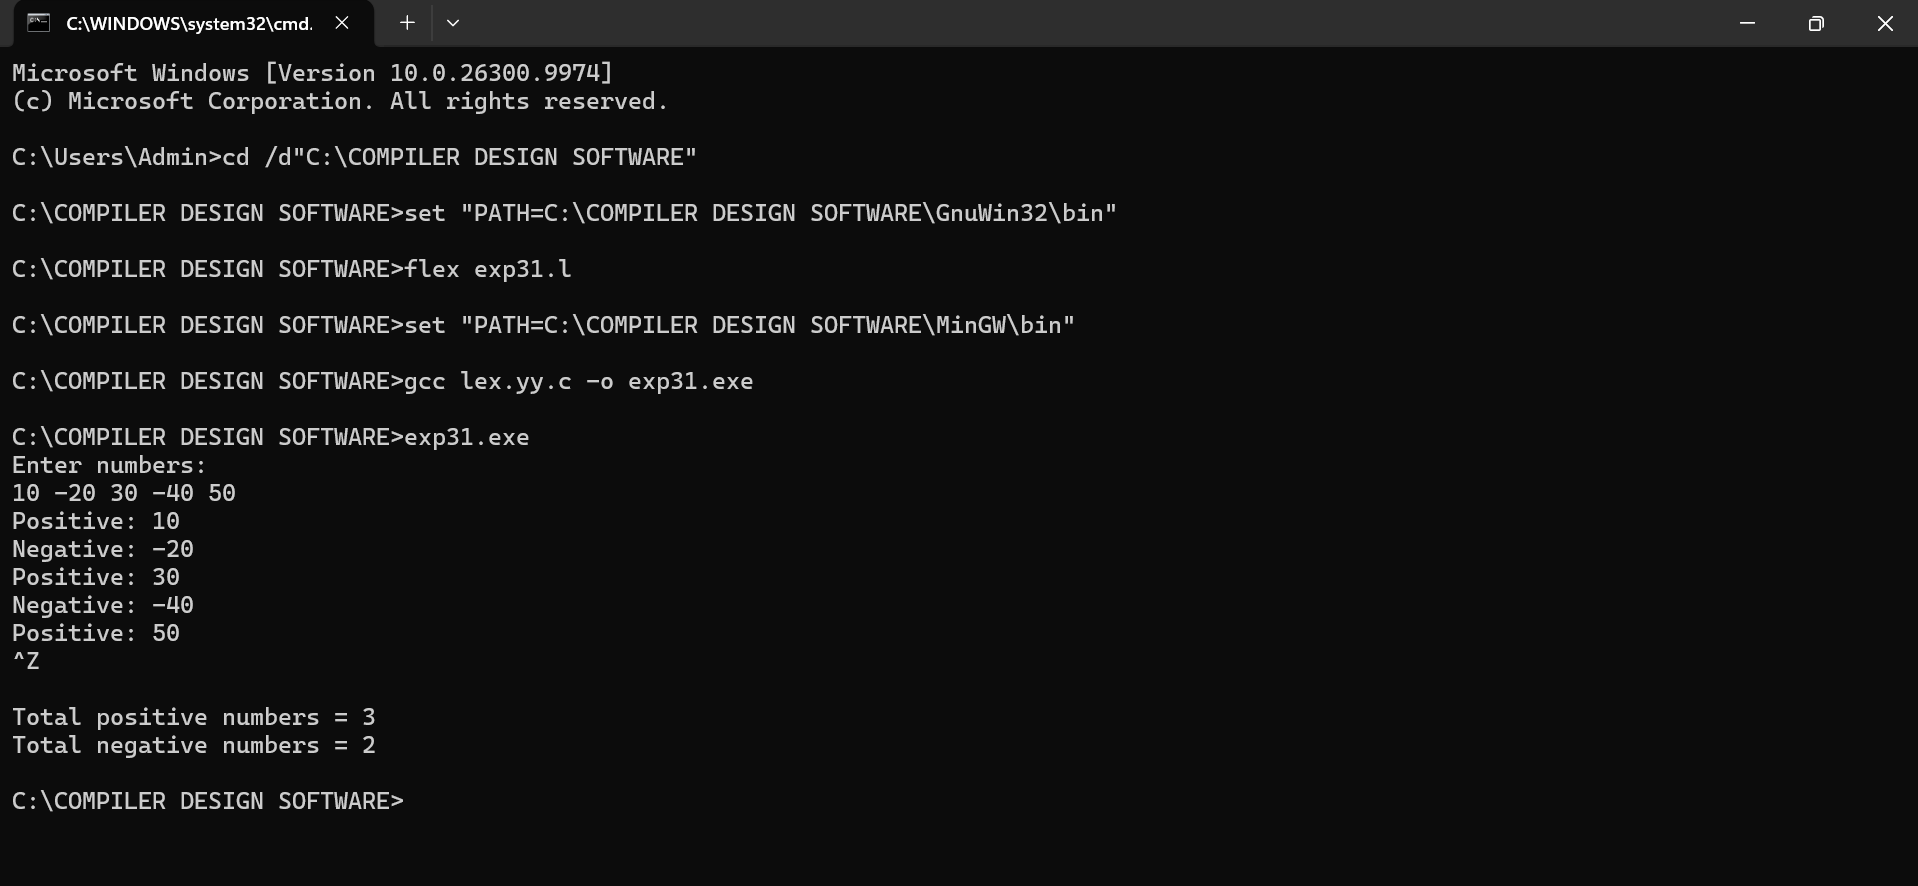 C:\WINDOWS\system32\cmd.
Microsoft Windows [Version 10.0.26300.9974]
(c) Microsoft Corporation. All rights reserved.
C:\Users\Admin>cd /d"C:\COMPILER DESIGN SOFTWARE"
C:\COMPILER DESIGN SOFTWARE>set "PATH=C:\COMPILER DESIGN SOFTWARE\GnuWin32\bin"
C:\COMPILER DESIGN SOFTWARE>flex exp31.l
C:\COMPILER DESIGN SOFTWARE>set "PATH=C:\COMPILER DESIGN SOFTWARE\MinGW\bin"
C:\COMPILER DESIGN SOFTWARE>gcc lex.yy.c -o exp31.exe
C:\COMPILER DESIGN SOFTWARE>exp31.exe
Enter numbers:
10 -20 30 -40 50
Positive: 10
Negative: -20
Positive: 30
Negative: -40
Positive: 50
^Z
Total positive numbers = 3
Total negative numbers = 2
C:\COMPILER DESIGN SOFTWARE>